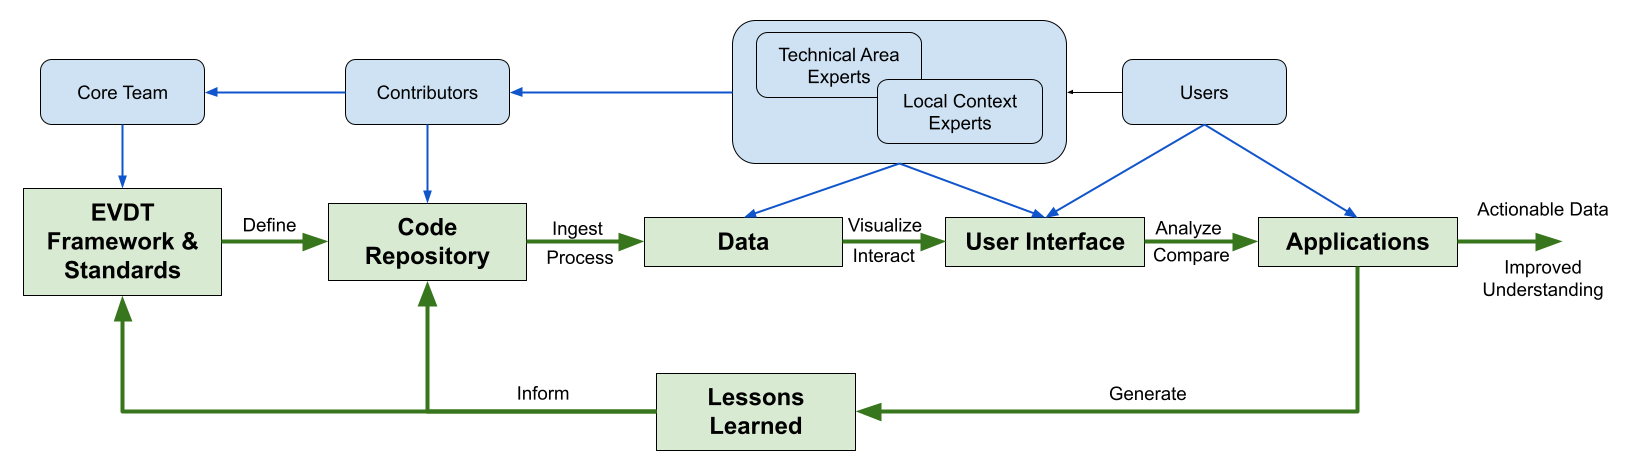 Technical Area
Experts
Local Context
Experts
Core Team
Contributors
Users
EVDT
Framework &
Standards
Define
Code
Repository
Ingest
Process
Data
Visualize
Interact
User Interface
Analyze
Compare
Applications
Actionable Data
Improved
Understanding
Inform
Lessons
Learned
Generate